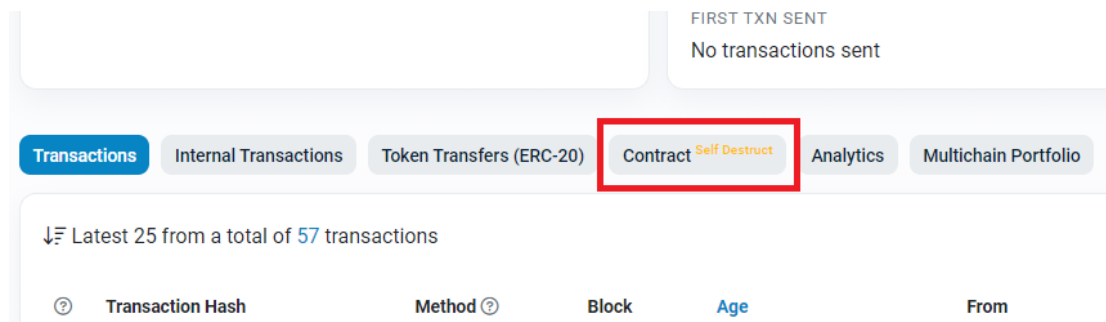 FIRST TXN SENT
No transactions sent
Transactions Internal Transactions Token Transfers (ERC-20) Contract Self Destruct Analytics Multichain Portfolio
Latest 25 from a total of 57 transactions
Transaction Hash Method Block Age From